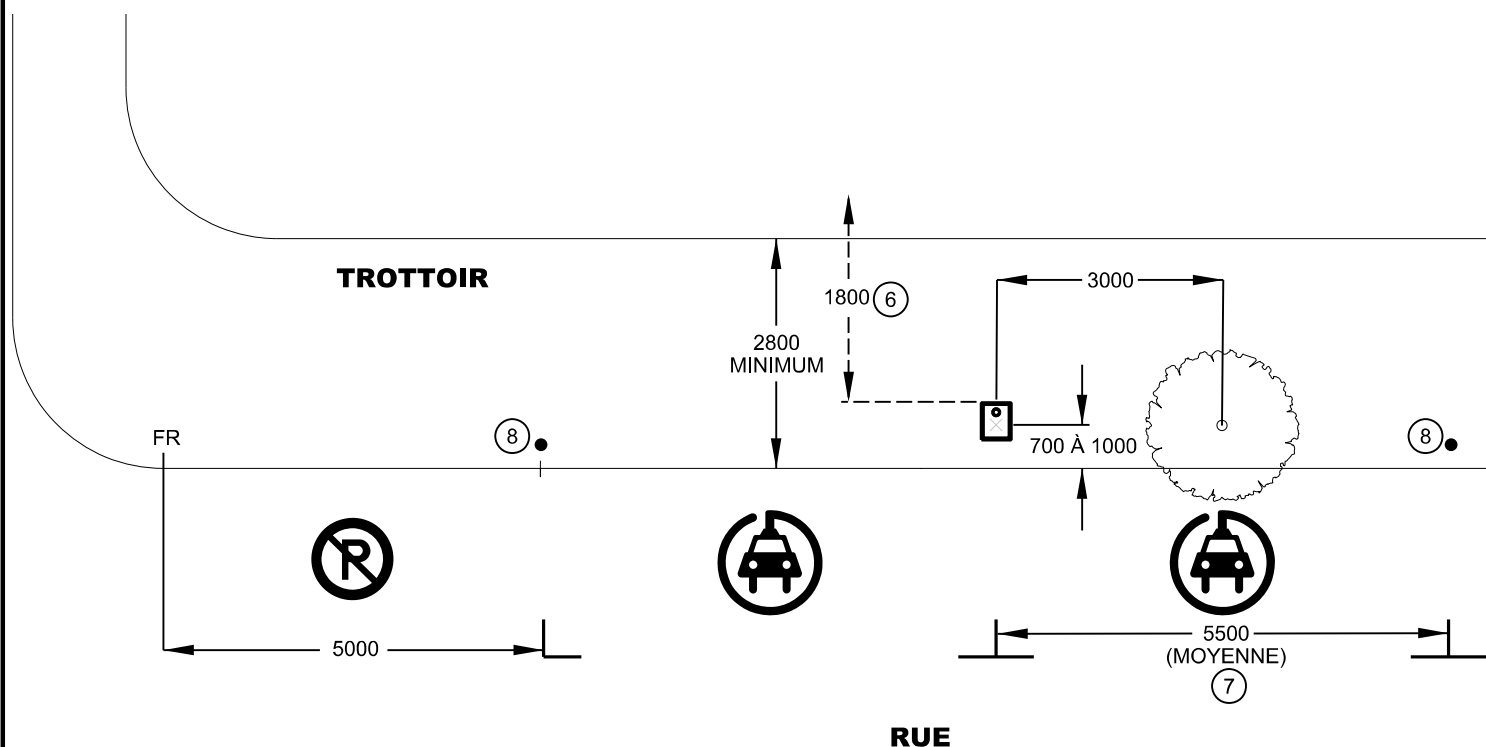 TROTTOIR
3000
1800 6
2800
MINIMUM
FR
8
700 À 1000
8
P
5000
5500
(MOYENNE)
7
RUE